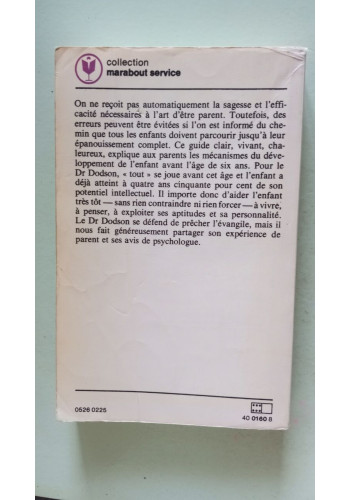 collection
marabout service
On ne reçoit pas automatiquement la sagesse et l'effi-
cacité nécessaires à l'art d'être parent. Toutefois, des
erreurs peuvent être évitées si l'on est informé du che-
min que tous les enfants doivent parcourir jusqu'à leur
épanouissement complet. Ce guide clair, vivant, cha-
leureux, explique aux parents les mécanismes du déve-
loppement de l'enfant avant l'âge de six ans. Pour le
Dr Dodson, « tout » se joue avant cet âge et l'enfant a
déjà atteint à quatre ans cinquante pour cent de son
potentiel intellectuel. Il importe donc d'aider l'enfant
très tôt — sans rien contraindre ni rien forcer — à vivre,
à penser, à exploiter ses aptitudes et sa personnalité.
Le Dr Dodson se défend de prêcher l'évangile, mais il
nous fait généreusement partager son expérience de
parent et ses avis de psychologue.
0526 0225
40 0160 8